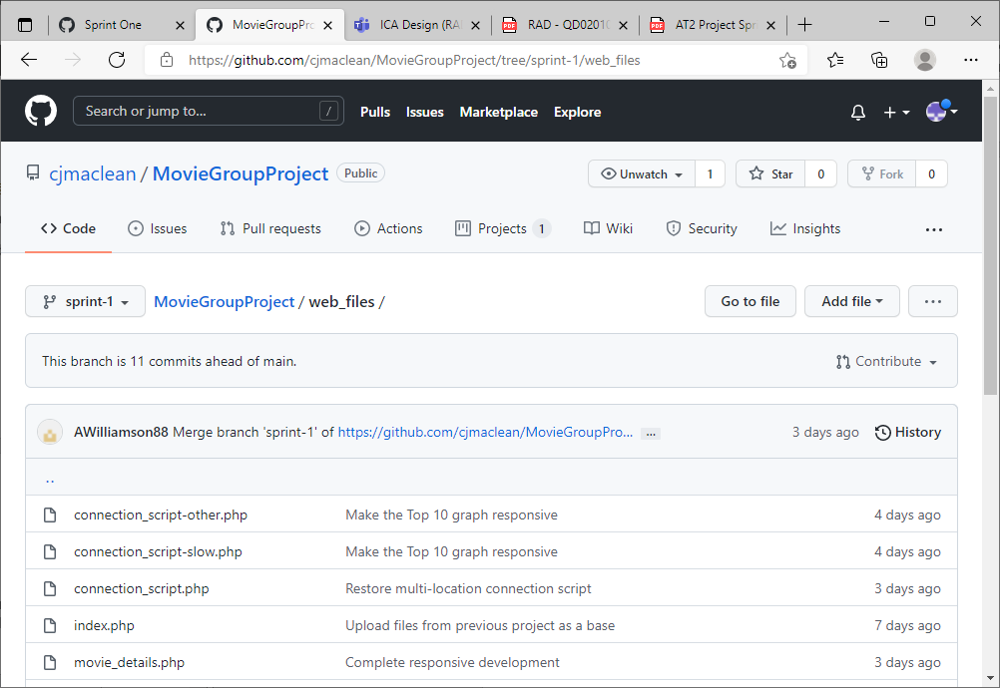 Sprint One
MovieGroupPro
ICA Design (RA
RAD - QD0201
AT2 Project Spr
https://github.com/cjmaclean/MovieGroupProject/tree/sprint-1/web_files
Search or jump to... /
Pulls Issues Marketplace Explore
cjmaclean / MovieGroupProject Public
Unwatch 1 Star 0 Fork 0
Code Issues Pull requests Actions Projects 1 Wiki Security Insights ...
sprint-1 MovieGroupProject / web_files / Go to file Add file ...
This branch is 11 commits ahead of main. Contribute
AWilliamson88 Merge branch 'sprint-1' of https://github.com/cjmaclean/MovieGroupPro... ... 3 days ago History
..
connection_script-other.php Make the Top 10 graph responsive 4 days ago
connection_script-slow.php Make the Top 10 graph responsive 4 days ago
connection_script.php Restore multi-location connection script 3 days ago
index.php Upload files from previous project as a base 7 days ago
movie_details.php Complete responsive development 3 days ago